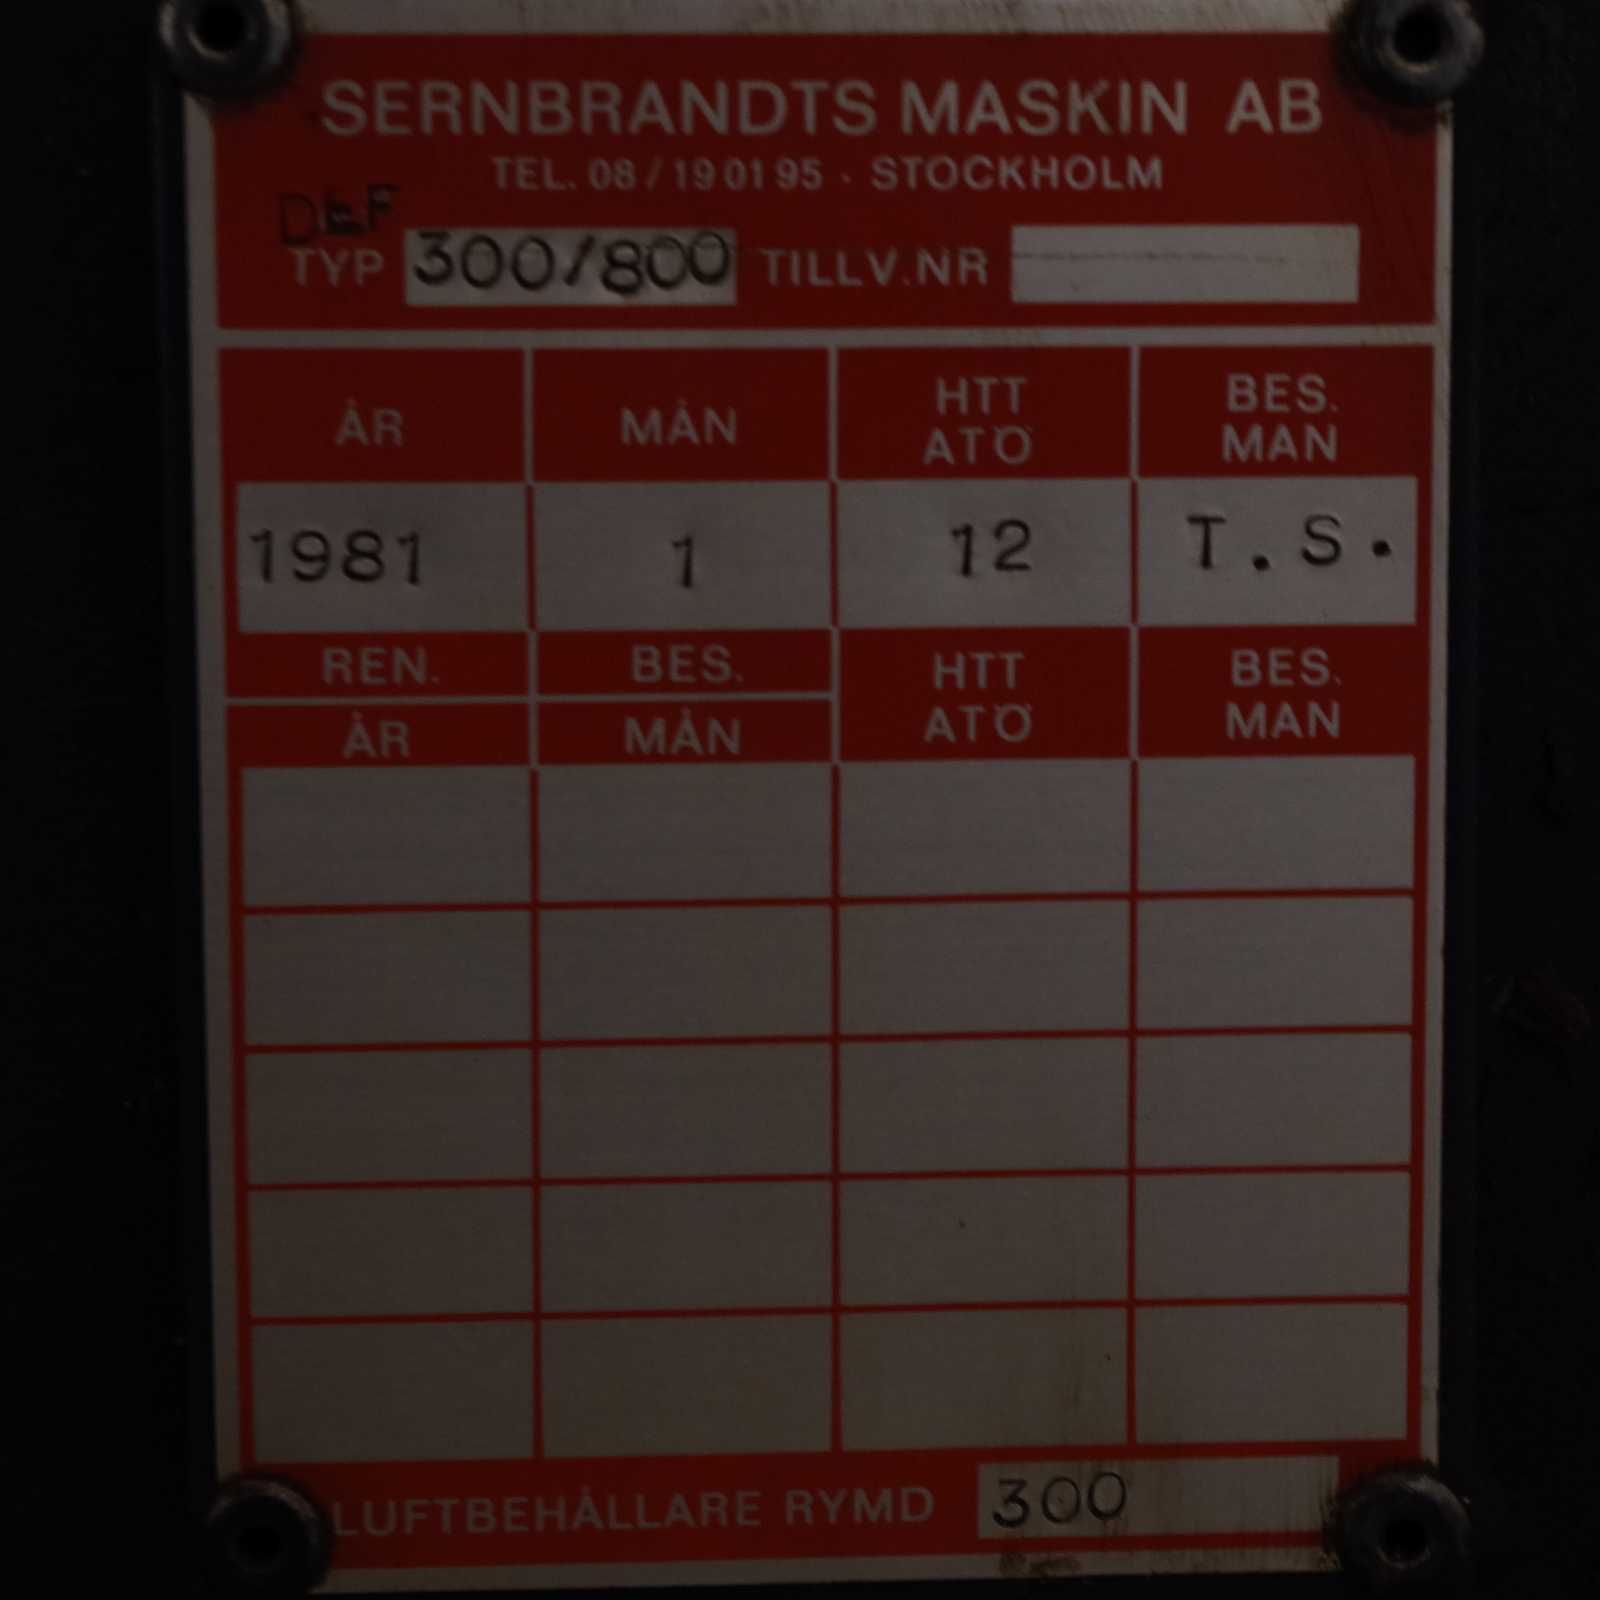 SERNBRANDTS MASKIN AB
TEL. 08/19 01 95 · STOCKHOLM
DEF
TYP 300/800 TILLV.NR
ÅR MÅN HTT ATÖ BES. MAN
1981 1 12 T.S.
REN. BES. HTT ATÖ BES. MAN
ÅR MÅN
LUFTBEHÅLLARE RYMD 300